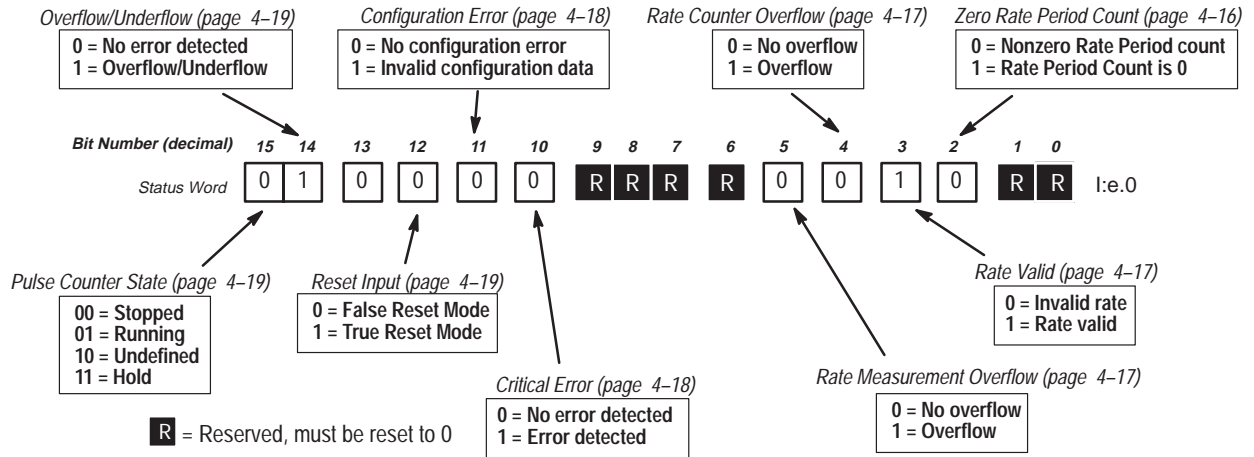 Overflow/Underflow (page 4–19)
0 = No error detected
1 = Overflow/Underflow
Configuration Error (page 4–18)
0 = No configuration error
1 = Invalid configuration data
Rate Counter Overflow (page 4–17)
0 = No overflow
1 = Overflow
Zero Rate Period Count (page 4–16)
0 = Nonzero Rate Period count
1 = Rate Period Count is 0
Bit Number (decimal) 15 14 13 12 11 10 9 8 7 6 5 4 3 2 1 0
Status Word 0 1 0 0 0 0 R R R R 0 0 1 0 R R I:e.0
Pulse Counter State (page 4–19)
00 = Stopped
01 = Running
10 = Undefined
11 = Hold
Reset Input (page 4–19)
0 = False Reset Mode
1 = True Reset Mode
Critical Error (page 4–18)
0 = No error detected
1 = Error detected
Rate Valid (page 4–17)
0 = Invalid rate
1 = Rate valid
Rate Measurement Overflow (page 4–17)
0 = No overflow
1 = Overflow
R = Reserved, must be reset to 0